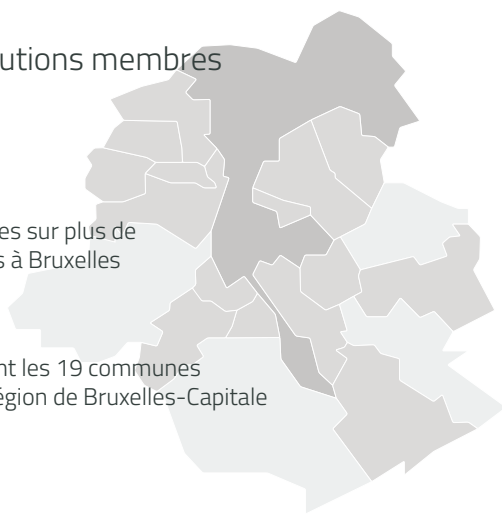 utions membres
es sur plus de
s à Bruxelles
nt les 19 communes
égion de Bruxelles-Capitale